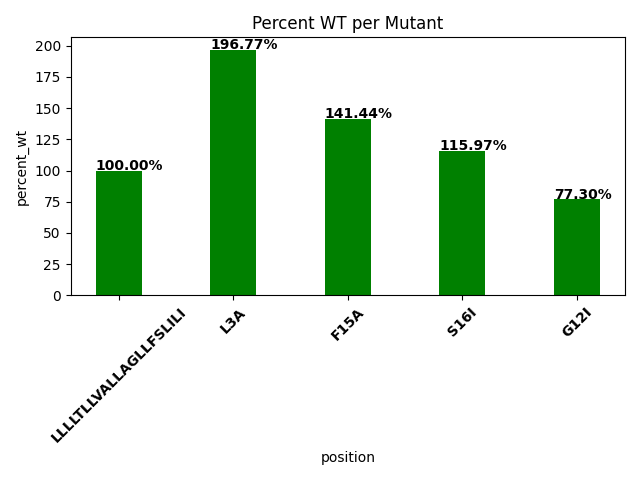 Percent WT per Mutant
percent_wt
200
175
150
125
100
75
50
25
0
100.00%
196.77%
141.44%
115.97%
77.30%
LLLLTLLVALLAGLLFSLILI
L3A
F15A
S16I
G12I
position